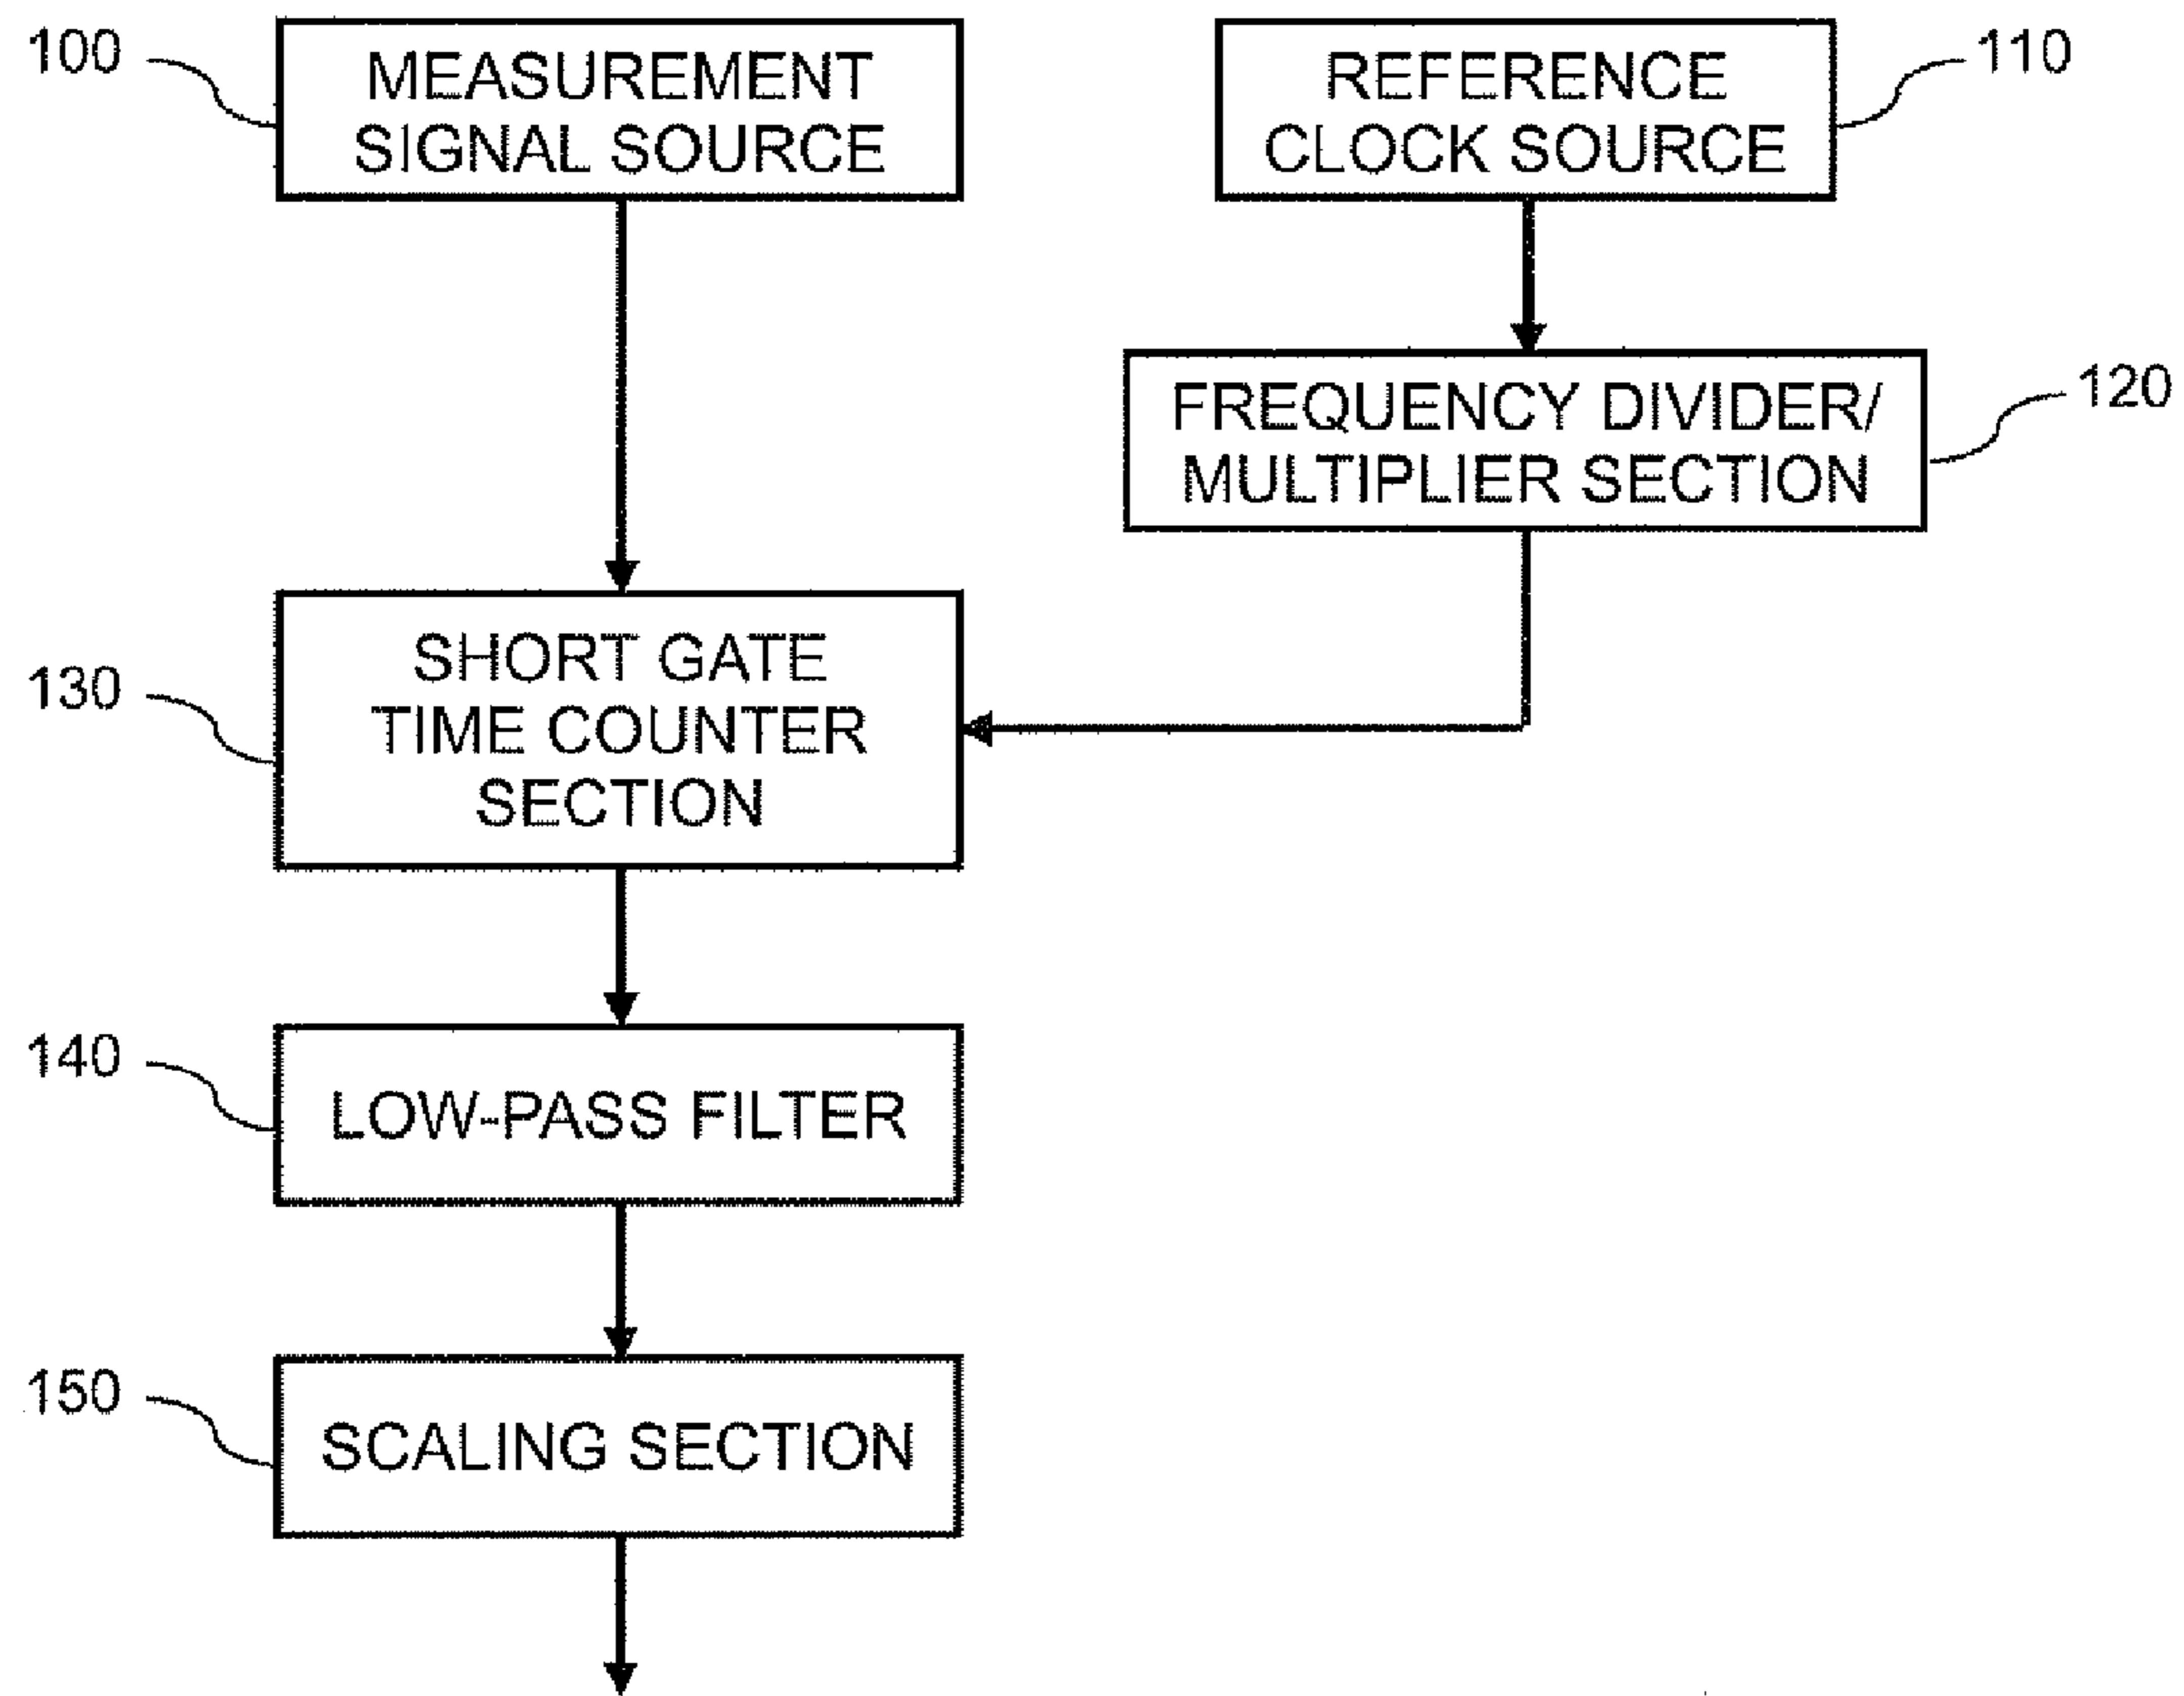 100
MEASUREMENT
SIGNAL SOURCE
REFERENCE
CLOCK SOURCE
110
FREQUENCY DIVIDER/
MULTIPLIER SECTION
120
130
SHORT GATE
TIME COUNTER
SECTION
140
LOW-PASS FILTER
150
SCALING SECTION